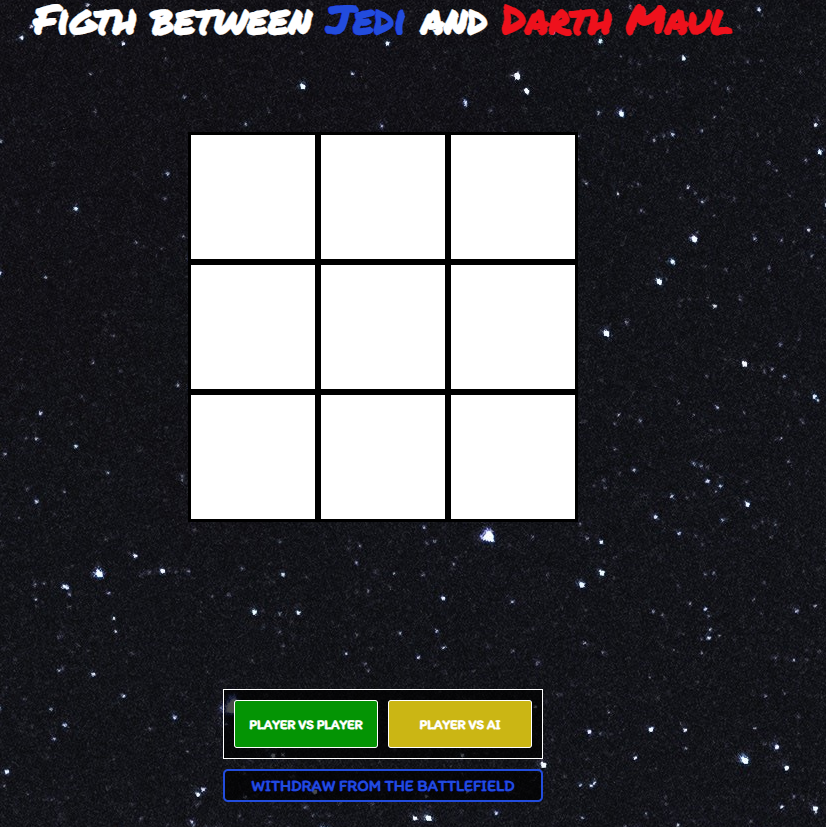 Figth between Jedi and Darth Maul
PLAYER VS PLAYER
PLAYER VS AI
WITHDRAW FROM THE BATTLEFIELD